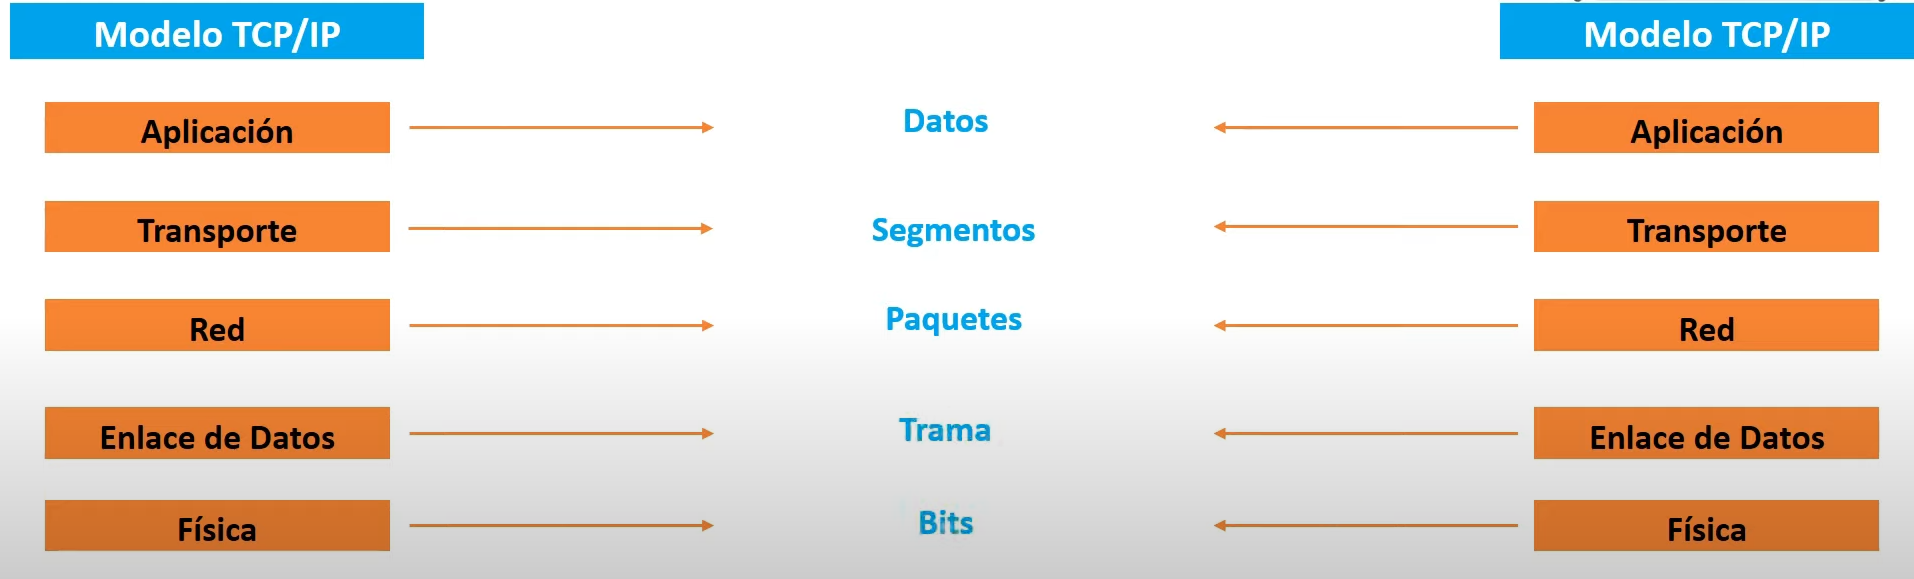 Modelo TCP/IP
Modelo TCP/IP
Aplicación
Datos
Aplicación
Transporte
Segmentos
Transporte
Red
Paquetes
Red
Enlace de Datos
Trama
Enlace de Datos
Física
Bits
Física